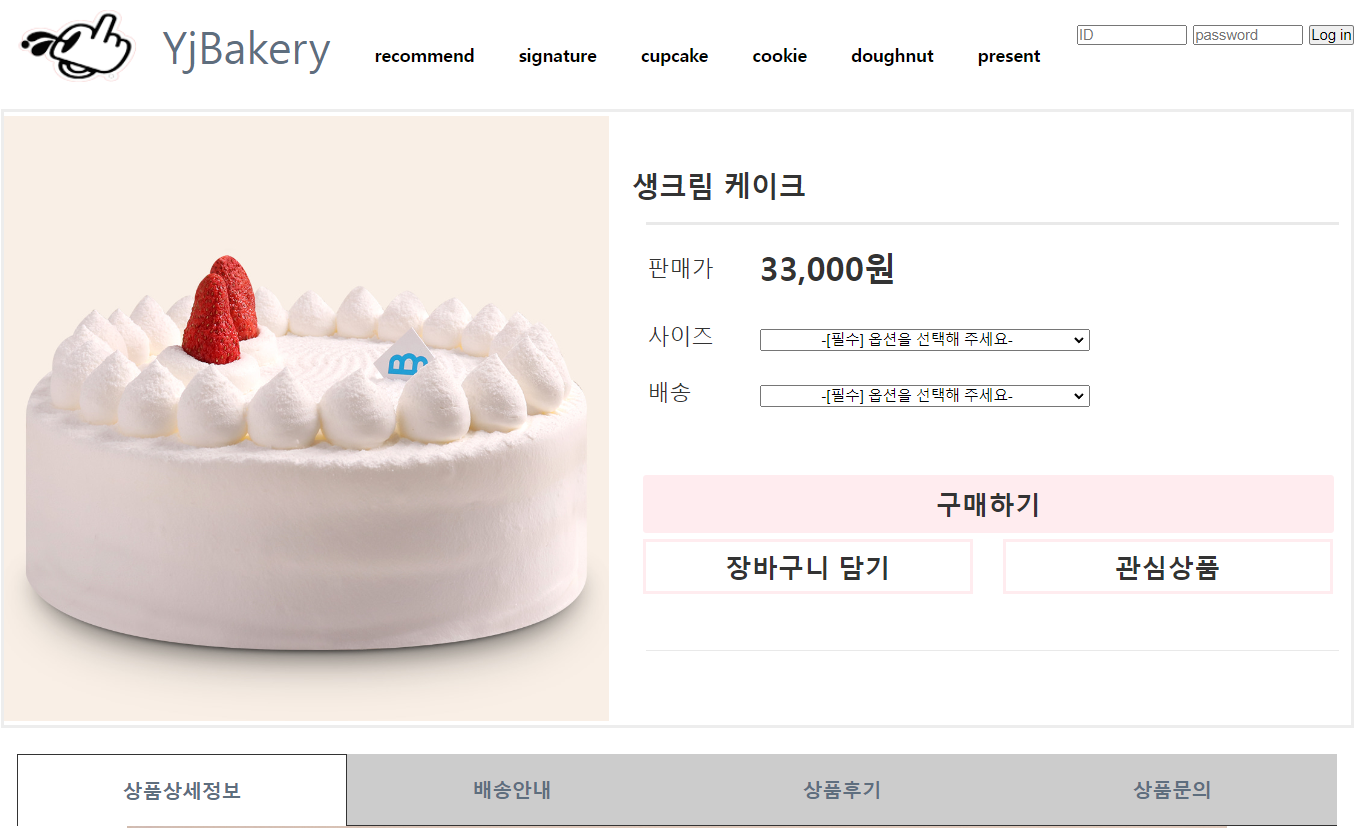 YjBakery
recommend signature cupcake cookie doughnut present
ID password Log in
생크림 케이크
판매가 33,000원
사이즈 -[필수] 옵션을 선택해 주세요-
배송 -[필수] 옵션을 선택해 주세요-
B
구매하기
장바구니 담기 관심상품
상품상세정보 배송안내 상품후기 상품문의